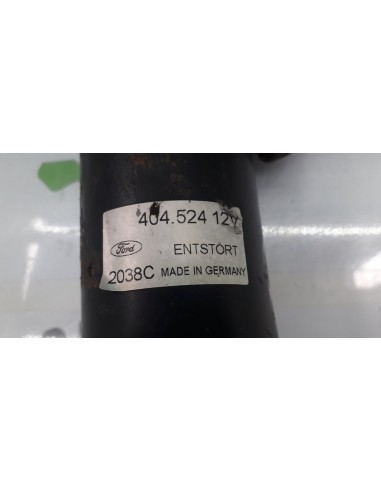 404.524 12V
Ford ENTSTÖRT
2038C MADE IN GERMANY